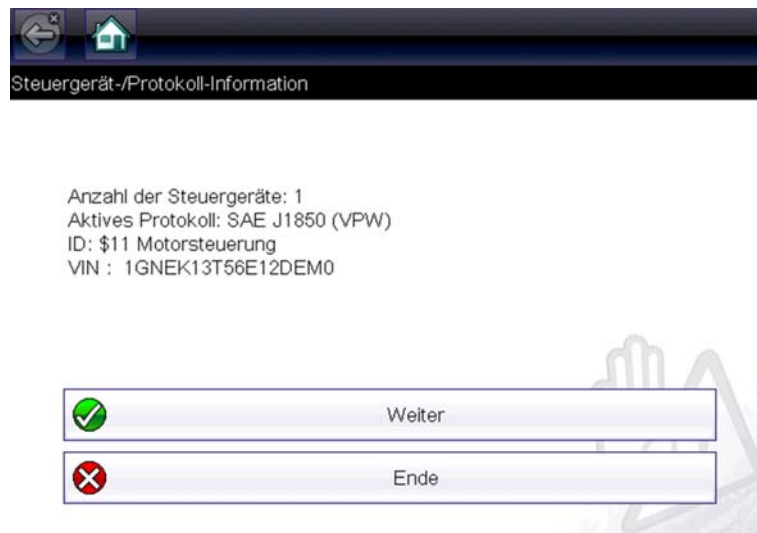 Steuergerät-/Protokoll-Information
Anzahl der Steuergeräte: 1
Aktives Protokoll: SAE J1850 (VPW)
ID: $11 Motorsteuerung
VIN : 1GNEK13T56E12DEM0
Weiter
Ende